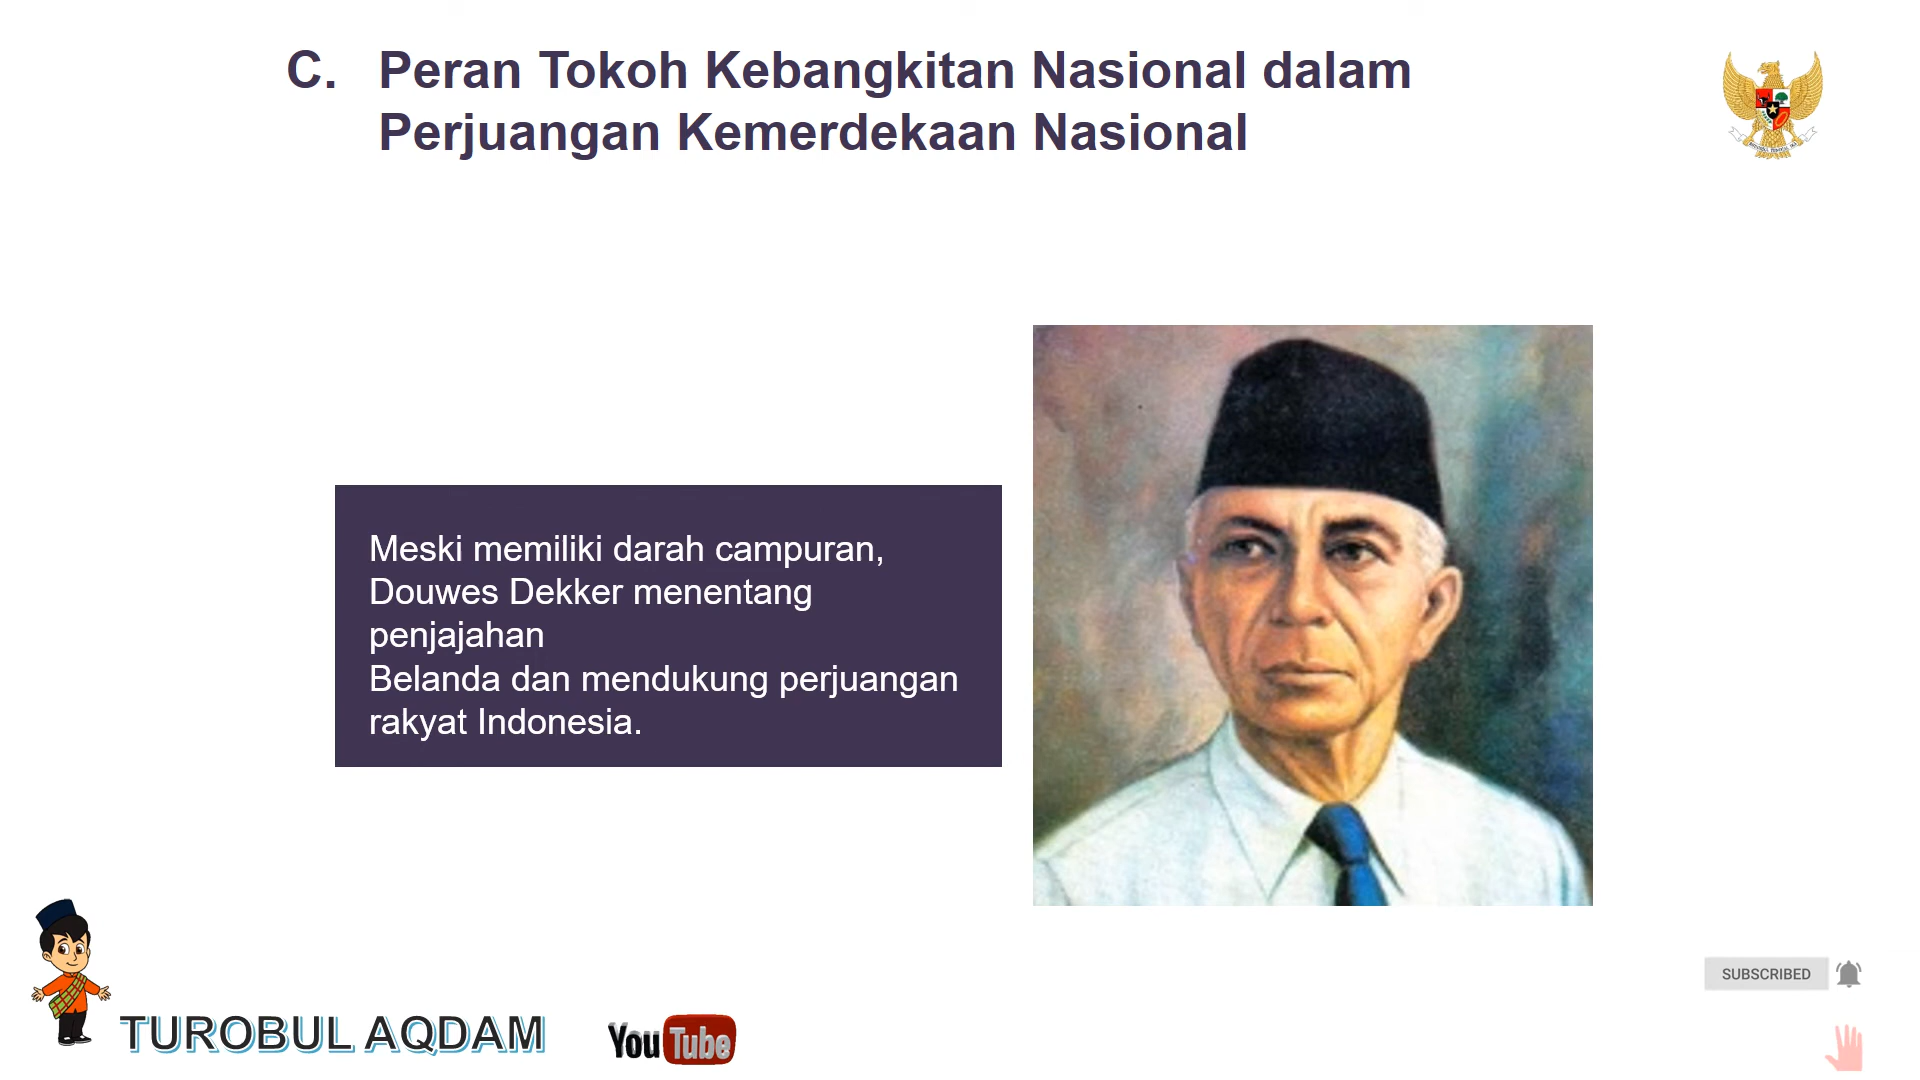 C. Peran Tokoh Kebangkitan Nasional dalam
Perjuangan Kemerdekaan Nasional
Meski memiliki darah campuran,
Douwes Dekker menentang
penjajahan
Belanda dan mendukung perjuangan
rakyat Indonesia.
SUBSCRIBED
TUROBUL AQDAM
YouTube